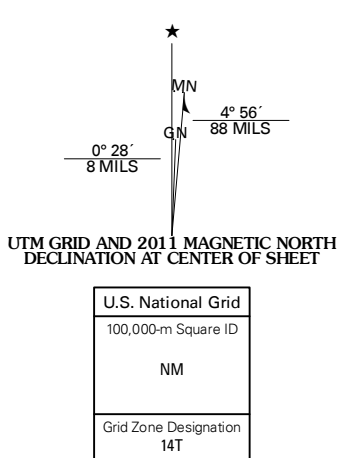 ★
MN
4° 56´
88 MILS
GN
0° 28´
8 MILS
UTM GRID AND 2011 MAGNETIC NORTH
DECLINATION AT CENTER OF SHEET
U.S. National Grid
100,000-m Square ID
NM
Grid Zone Designation
14T